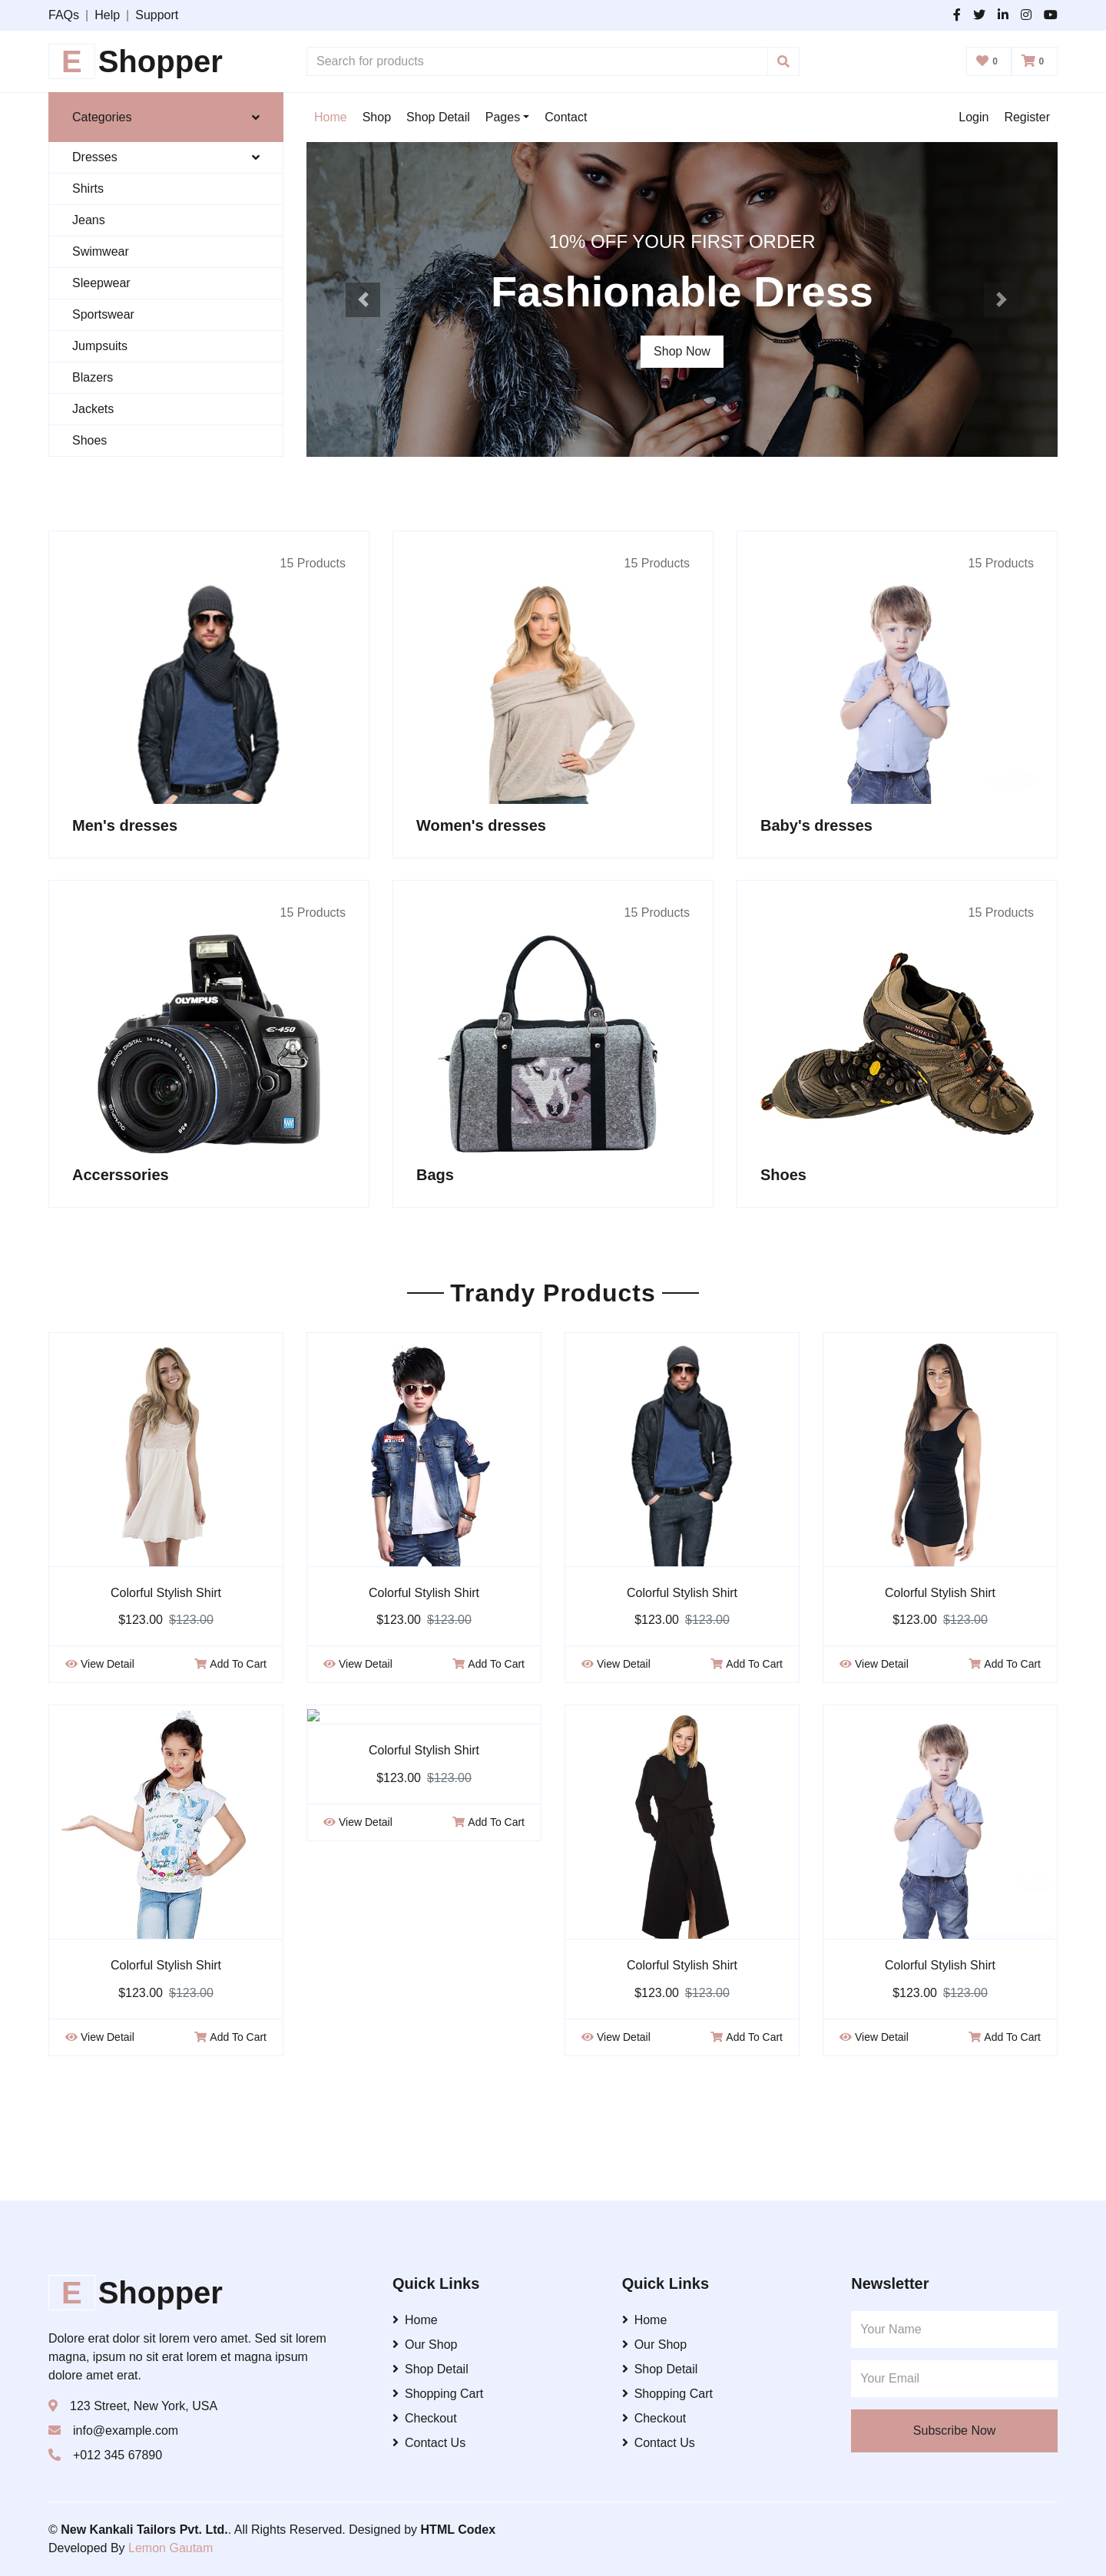 FAQs | Help | Support
E Shopper
Search for products
0
0
Categories
Home Shop Shop Detail Pages Contact
Login Register
Dresses
Shirts
Jeans
Swimwear
Sleepwear
Sportswear
Jumpsuits
Blazers
Jackets
Shoes
10% OFF YOUR FIRST ORDER
Fashionable Dress
Shop Now
15 Products
Men's dresses
15 Products
Women's dresses
15 Products
Baby's dresses
15 Products
OLYMPUS
E-450
Accerssories
15 Products
Bags
15 Products
MERRELL
Shoes
Trandy Products
Colorful Stylish Shirt
$123.00 $123.00
View Detail Add To Cart
Colorful Stylish Shirt
$123.00 $123.00
View Detail Add To Cart
Colorful Stylish Shirt
$123.00 $123.00
View Detail Add To Cart
Colorful Stylish Shirt
$123.00 $123.00
View Detail Add To Cart
Colorful Stylish Shirt
$123.00 $123.00
View Detail Add To Cart
Colorful Stylish Shirt
$123.00 $123.00
View Detail Add To Cart
Colorful Stylish Shirt
$123.00 $123.00
View Detail Add To Cart
Colorful Stylish Shirt
$123.00 $123.00
View Detail Add To Cart
E Shopper
Dolore erat dolor sit lorem vero amet. Sed sit lorem
magna, ipsum no sit erat lorem et magna ipsum
dolore amet erat.
123 Street, New York, USA
info@example.com
+012 345 67890
Quick Links
Home
Our Shop
Shop Detail
Shopping Cart
Checkout
Contact Us
Quick Links
Home
Our Shop
Shop Detail
Shopping Cart
Checkout
Contact Us
Newsletter
Your Name
Your Email
Subscribe Now
© New Kankali Tailors Pvt. Ltd.. All Rights Reserved. Designed by HTML Codex
Developed By Lemon Gautam